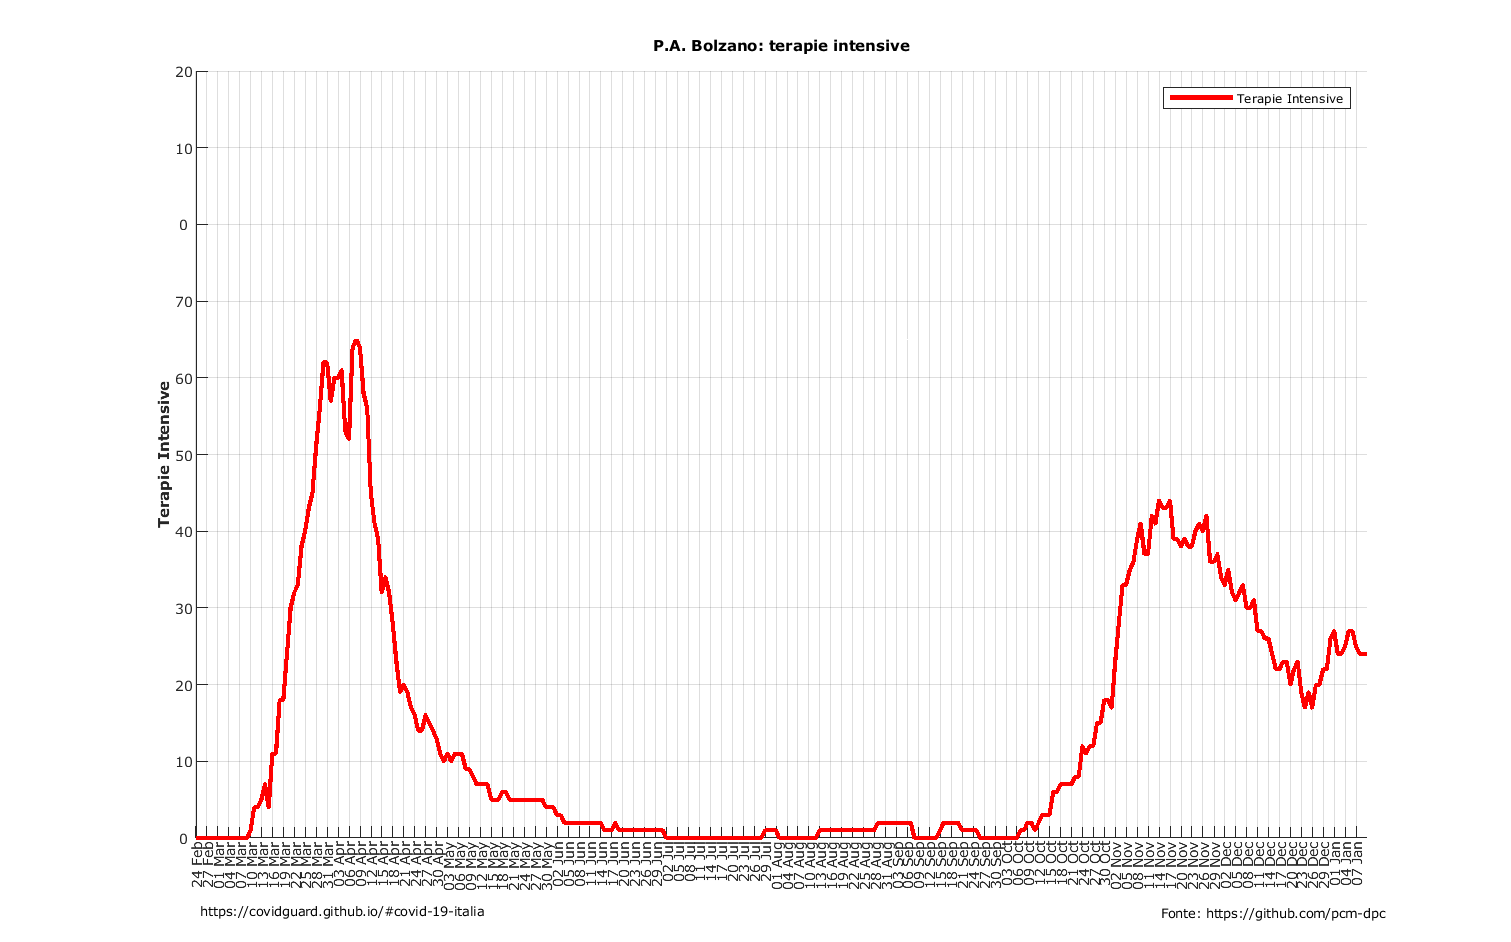 P.A. Bolzano: terapie intensive
Terapie Intensive
Terapie Intensive
20
10
0
70
60
50
40
30
20
10
0
24 Feb
27 Feb
01 Mar
04 Mar
07 Mar
10 Mar
13 Mar
16 Mar
19 Mar
22 Mar
25 Mar
28 Mar
31 Mar
03 Apr
06 Apr
09 Apr
12 Apr
15 Apr
18 Apr
21 Apr
24 Apr
27 Apr
30 Apr
03 May
06 May
09 May
12 May
15 May
18 May
21 May
24 May
27 May
30 May
02 Jun
05 Jun
08 Jun
11 Jun
14 Jun
17 Jun
20 Jun
23 Jun
26 Jun
29 Jun
02 Jul
05 Jul
08 Jul
11 Jul
14 Jul
17 Jul
20 Jul
23 Jul
26 Jul
29 Jul
01 Aug
04 Aug
07 Aug
10 Aug
13 Aug
16 Aug
19 Aug
22 Aug
25 Aug
28 Aug
31 Aug
03 Sep
06 Sep
09 Sep
12 Sep
15 Sep
18 Sep
21 Sep
24 Sep
27 Sep
30 Sep
03 Oct
06 Oct
09 Oct
12 Oct
15 Oct
18 Oct
21 Oct
24 Oct
27 Oct
30 Oct
02 Nov
05 Nov
08 Nov
11 Nov
14 Nov
17 Nov
20 Nov
23 Nov
26 Nov
29 Nov
02 Dec
05 Dec
08 Dec
11 Dec
14 Dec
17 Dec
20 Dec
23 Dec
26 Dec
29 Dec
01 Jan
04 Jan
07 Jan
https://covidguard.github.io/#covid-19-italia
Fonte: https://github.com/pcm-dpc